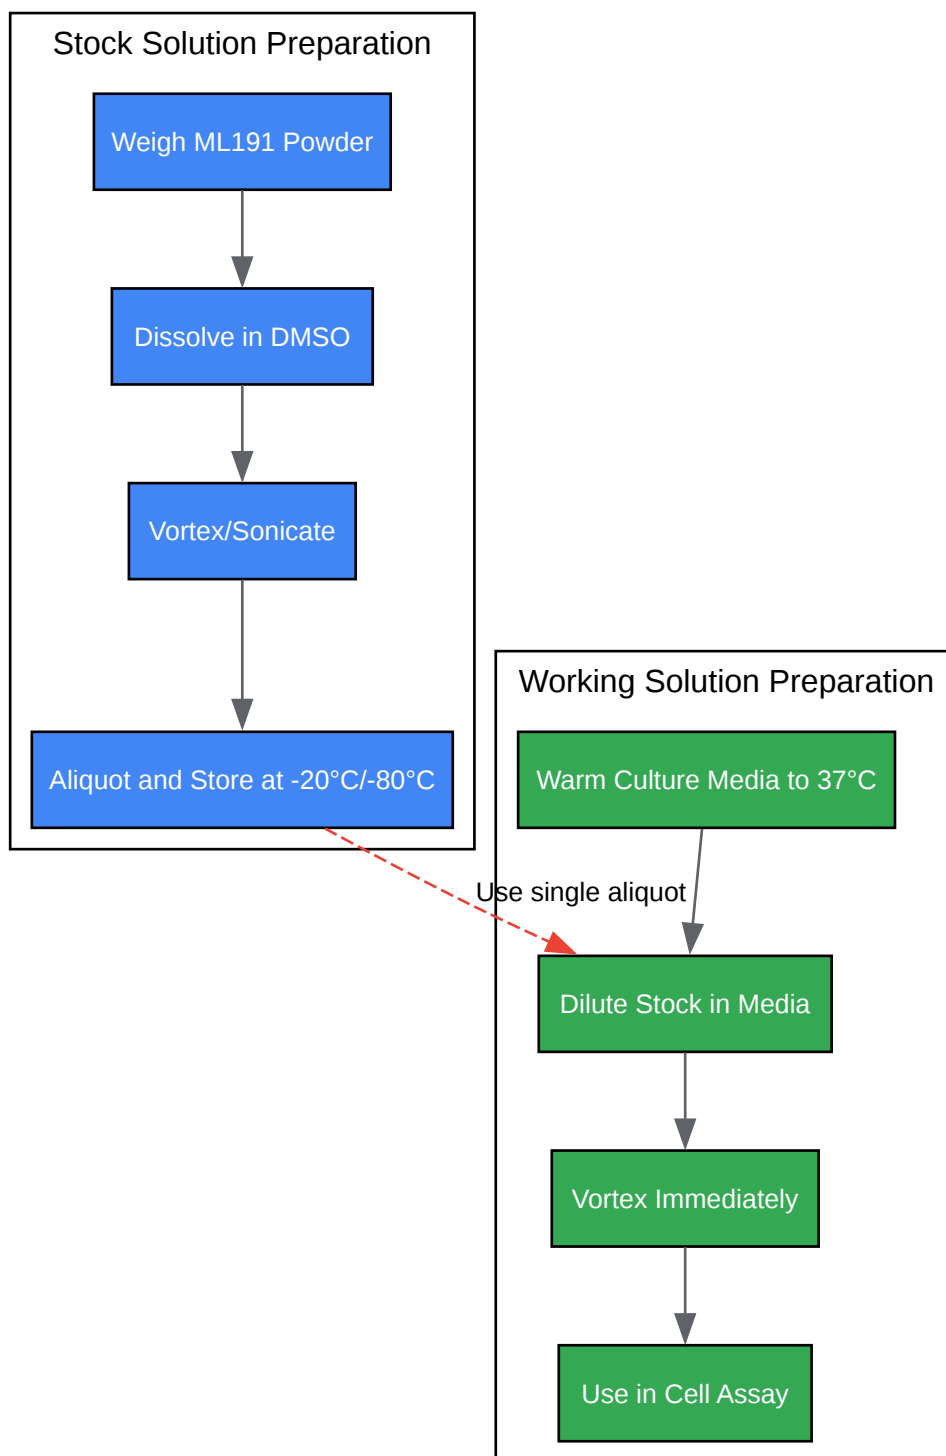 Stock Solution Preparation
Weigh ML191 Powder
Dissolve in DMSO
Vortex/Sonicate
Aliquot and Store at -20°C/-80°C
Working Solution Preparation
Warm Culture Media to 37°C
Use single aliquot
Dilute Stock in Media
Vortex Immediately
Use in Cell Assay